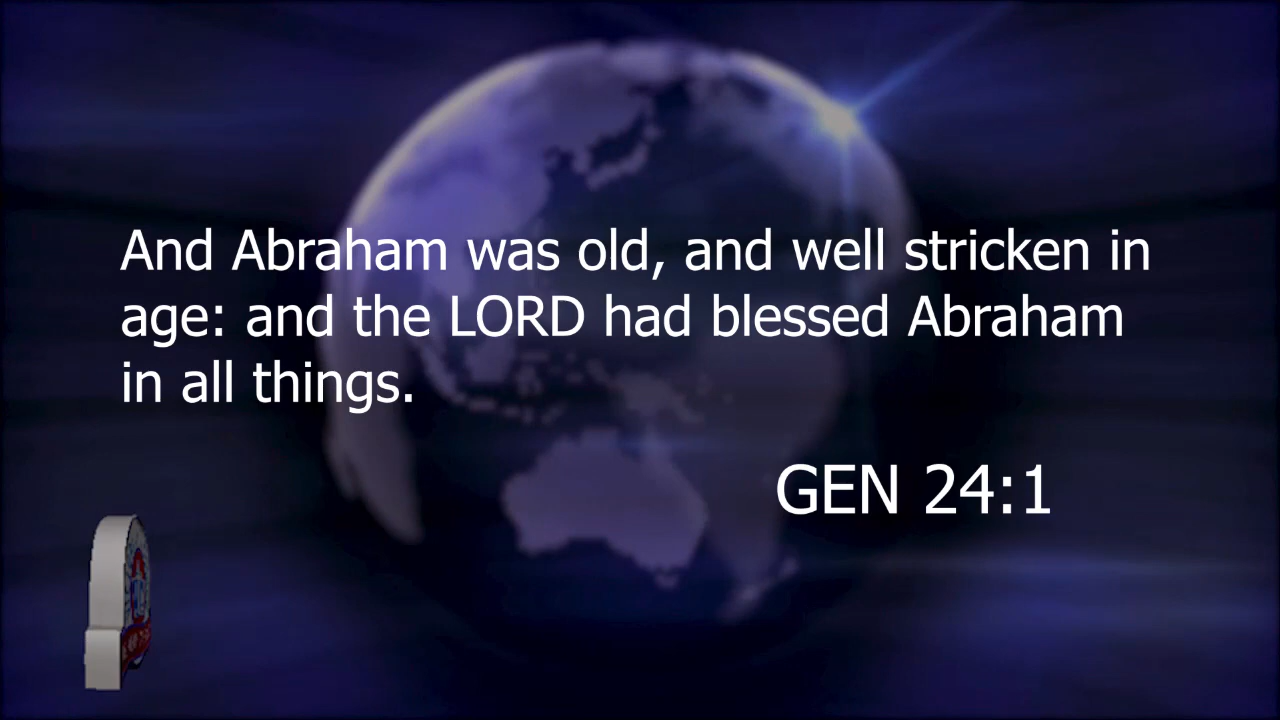 And Abraham was old, and well stricken in
age: and the LORD had blessed Abraham
in all things.
GEN 24:1